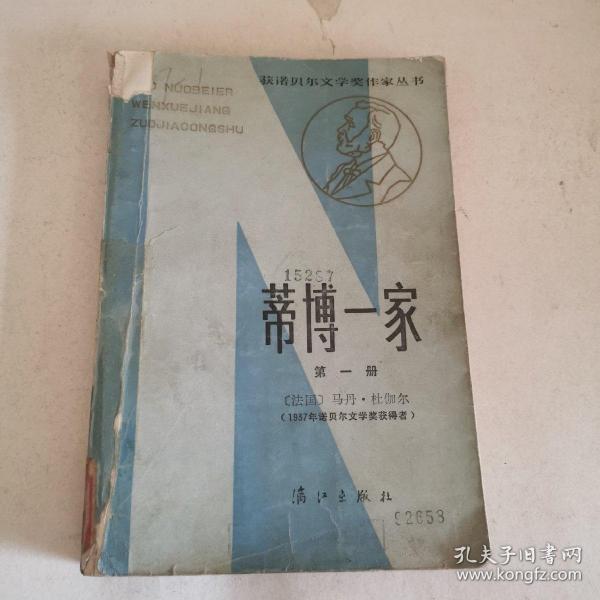 获诺贝尔文学奖作家丛书
NUOBEIER
WENXUEJIANG
ZUOJIACONGSHU
15267
蒂博一家
第一册
〔法国〕马丹·杜伽尔
(1937年诺贝尔文学奖获得者)
漓江出版社
92653
孔夫子旧书网
www.kongfz.com